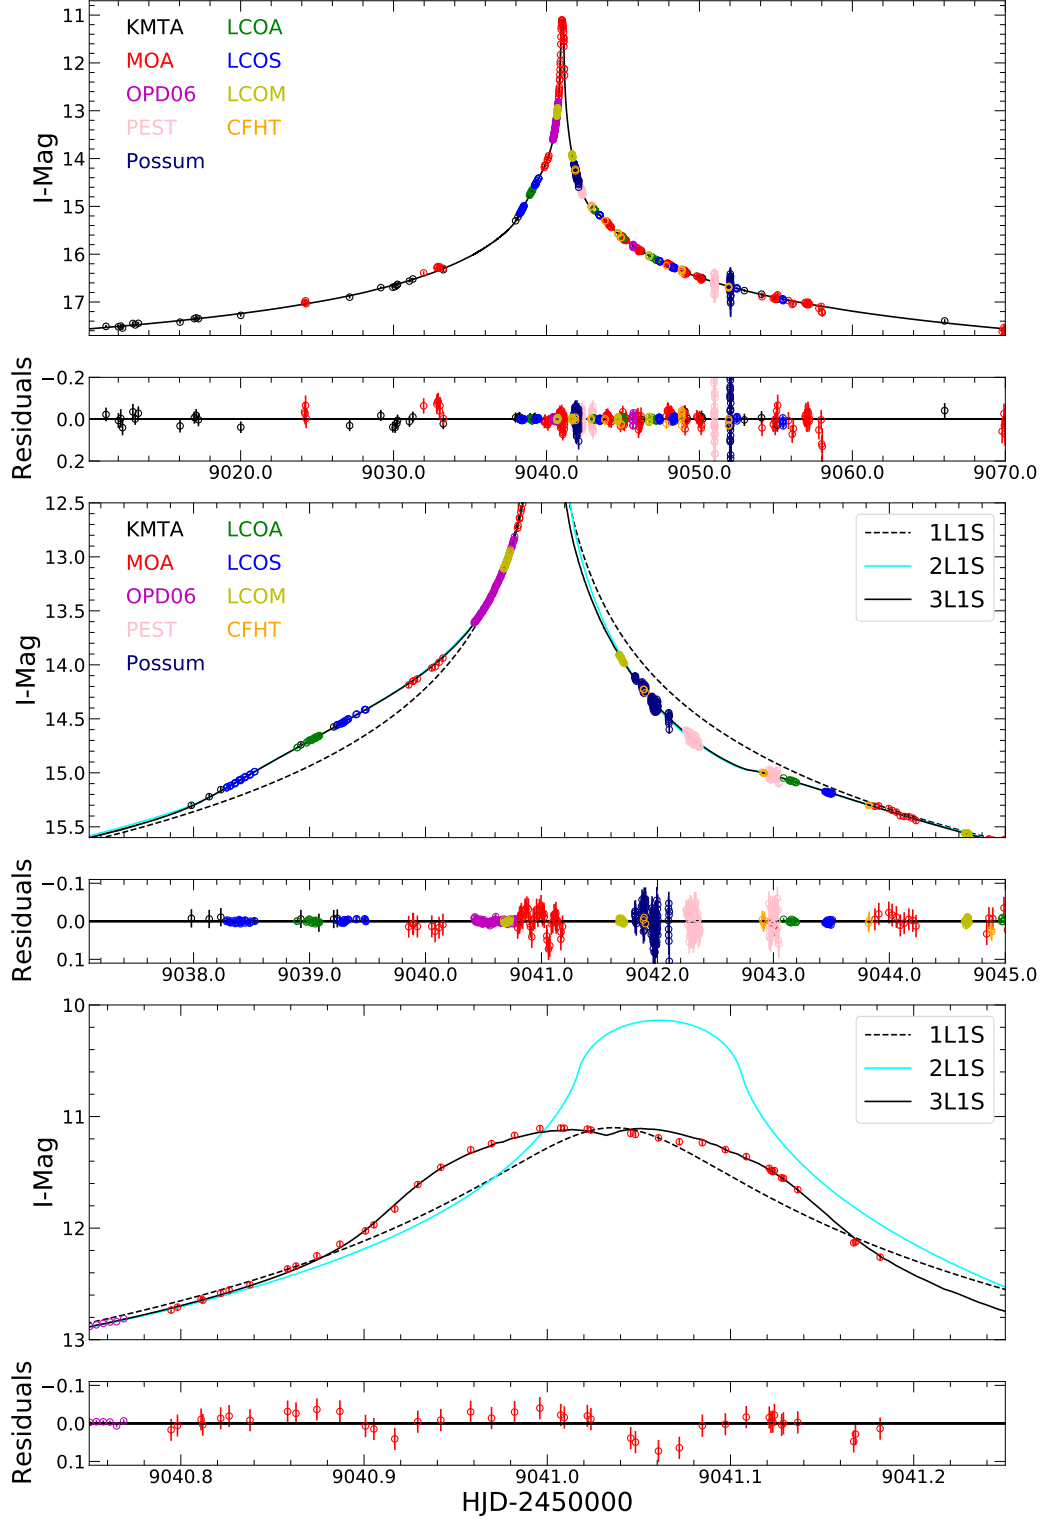 11
12
13
14
15
16
17
I-Mag
KMTA LCOA
MOA LCOS
OPD06 LCOM
PEST CFHT
Possum
−0.2
0.0
0.2
Residuals
9020.0 9030.0 9040.0 9050.0 9060.0 9070.0
12.5
13.0
13.5
14.0
14.5
15.0
15.5
I-Mag
KMTA LCOA
MOA LCOS
OPD06 LCOM
PEST CFHT
Possum
1L1S
2L1S
3L1S
−0.1
0.0
0.1
Residuals
9038.0 9039.0 9040.0 9041.0 9042.0 9043.0 9044.0 9045.0
10
11
12
13
I-Mag
1L1S
2L1S
3L1S
−0.1
0.0
0.1
Residuals
9040.8 9040.9 9041.0 9041.1 9041.2
HJD-2450000